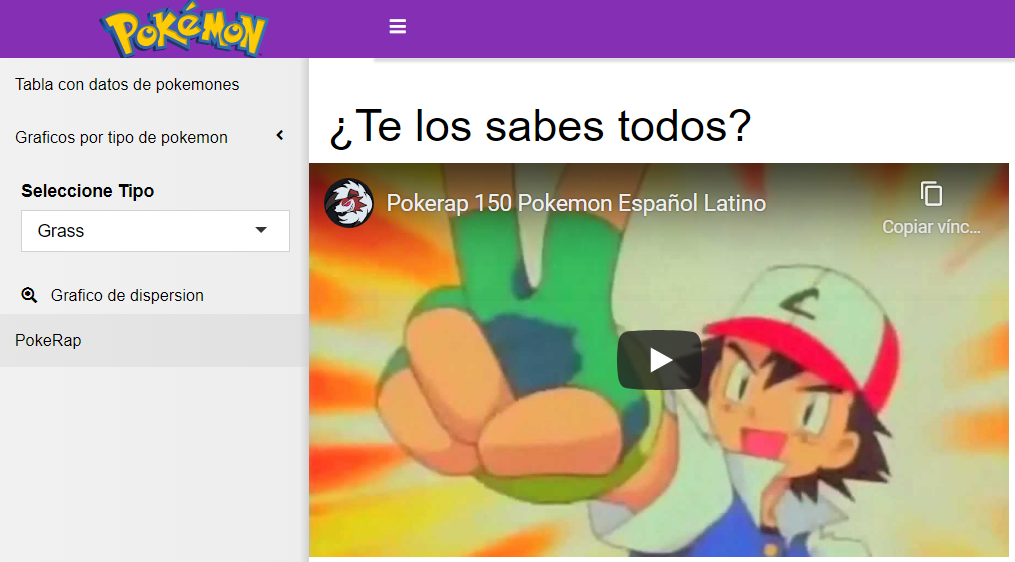 POKéMON
Tabla con datos de pokemones
Graficos por tipo de pokemon
Seleccione Tipo
Grass
Grafico de dispersion
PokeRap
¿Te los sabes todos?
Pokerap 150 Pokemon Español Latino
Copiar vínc...